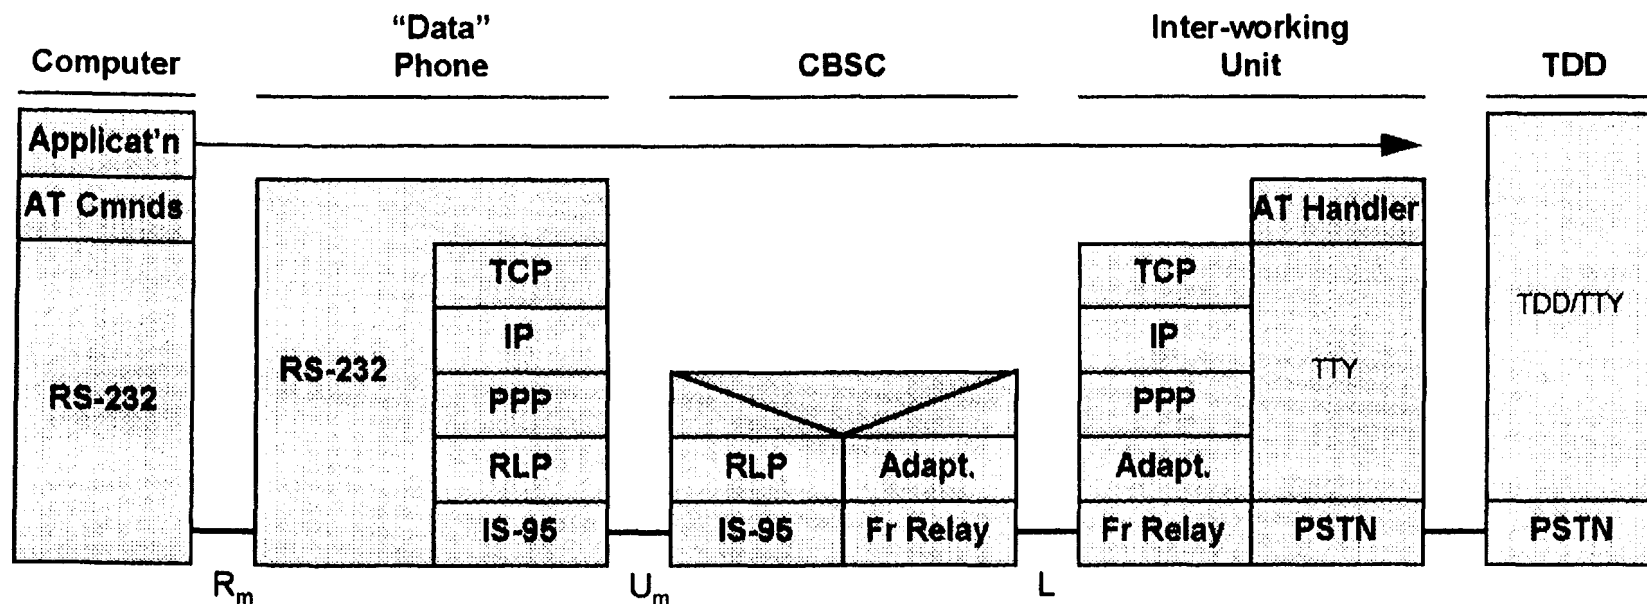 Computer
“Data”
Phone
CBSC
Inter-working
Unit
TDD
Applicat’n
AT Cmnds
RS-232
RS-232
TCP
IP
PPP
RLP
IS-95
RLP
Adapt.
IS-95
Fr Relay
AT Handler
TCP
IP
PPP
Adapt.
Fr Relay
TTY
PSTN
TDD/TTY
PSTN
Rm
Um
L